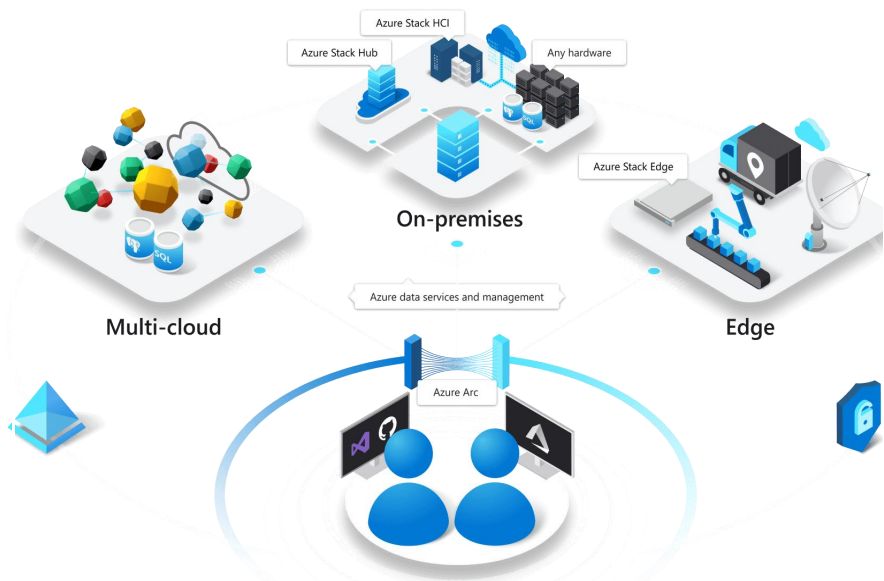 Azure Stack HCI
Azure Stack Hub
Any hardware
SQL
On-premises
Azure Stack Edge
SQL
Multi-cloud
Azure data services and management
Edge
Azure Arc